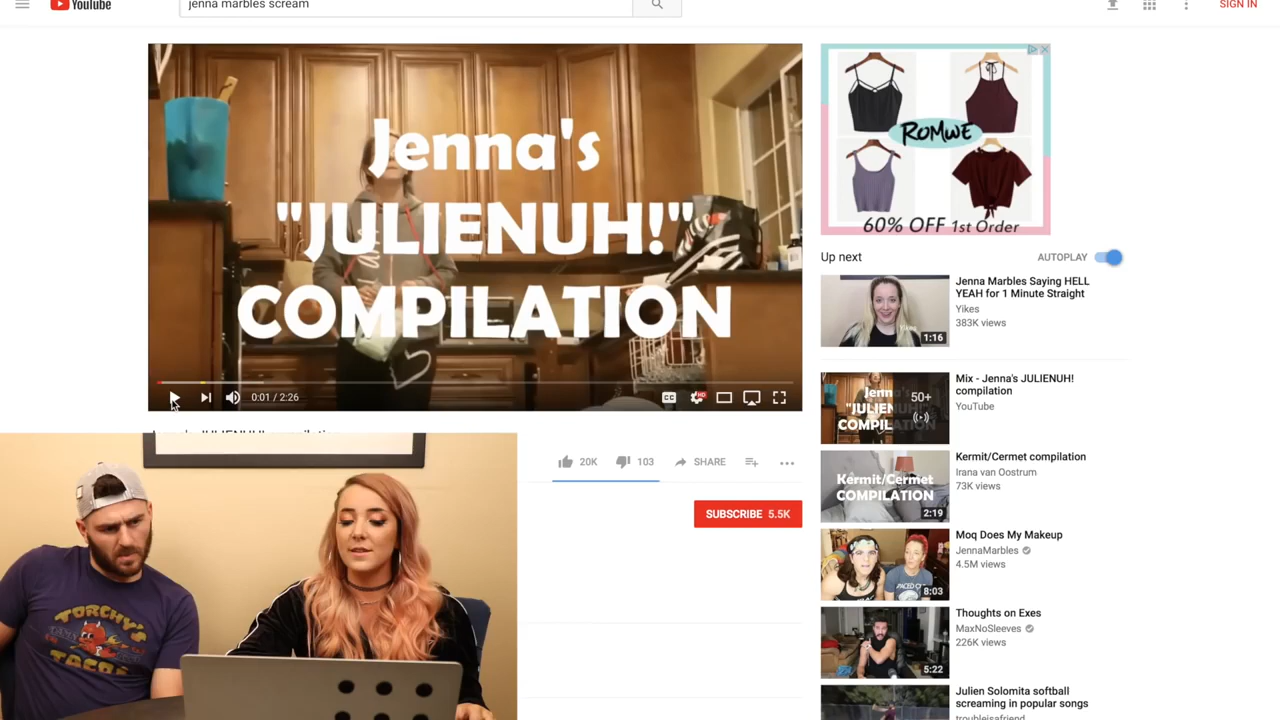 YouTube
jenna marbles scream
SIGN IN
Jenna's
"JULIENUH!"
COMPILATION
0:01 / 2:26
CC
HD
ROMWE
60% OFF 1st Order
Up next
AUTOPLAY
Jenna Marbles Saying HELL
YEAH for 1 Minute Straight
Yikes
383K views
Yikes
1:16
Mix - Jenna's JULIENUH!
compilation
YouTube
50+
Kermit/Cermet compilation
Irana van Oostrum
73K views
Kermit/Cermet
COMPILATION
2:19
Moq Does My Makeup
JennaMarbles
4.5M views
8:03
Thoughts on Exes
MaxNoSleeves
226K views
5:22
Julien Solomita softball
screaming in popular songs
troubleisafriend
20K
103
SHARE
SUBSCRIBE 5.5K
TORCHY'S
TACOS